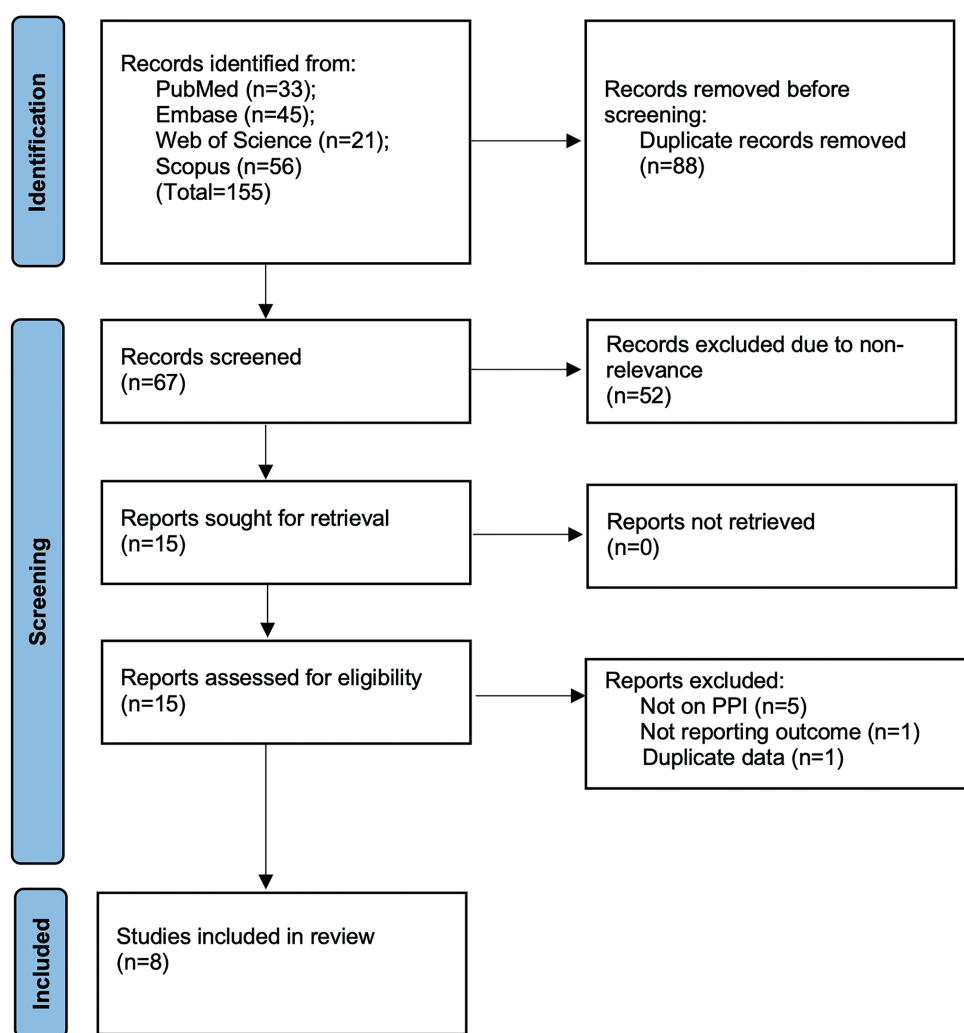 Identification
Records identified from:
PubMed (n=33);
Embase (n=45);
Web of Science (n=21);
Scopus (n=56)
(Total=155)
Records removed before
screening:
Duplicate records removed
(n=88)
Screening
Records screened
(n=67)
Records excluded due to non-
relevance
(n=52)
Reports sought for retrieval
(n=15)
Reports not retrieved
(n=0)
Reports assessed for eligibility
(n=15)
Reports excluded:
Not on PPI (n=5)
Not reporting outcome (n=1)
Duplicate data (n=1)
Included
Studies included in review
(n=8)